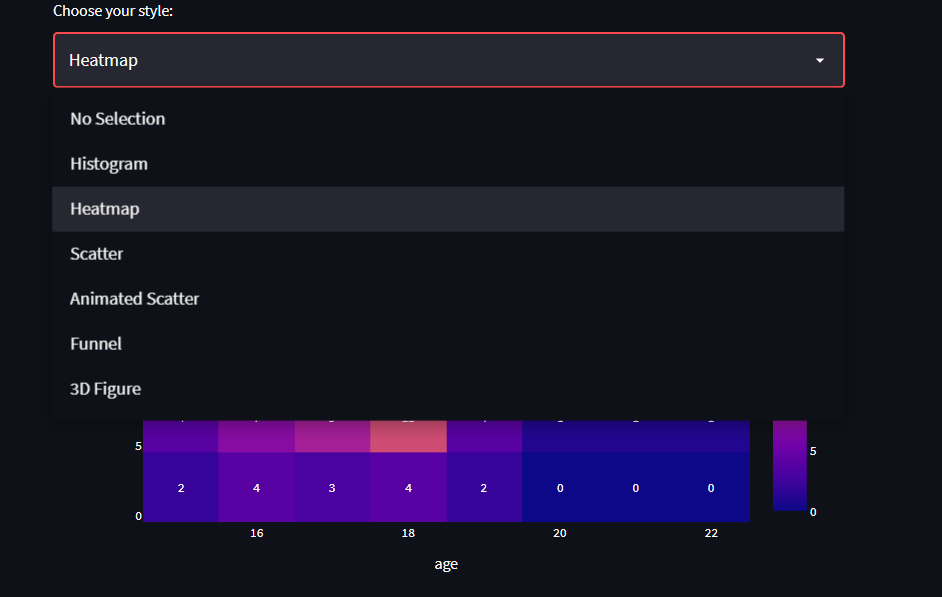 Choose your style:
Heatmap
No Selection
Histogram
Heatmap
Scatter
Animated Scatter
Funnel
3D Figure
5
5
2 4 3 4 2 0 0 0
0
0
16 18 20 22
age